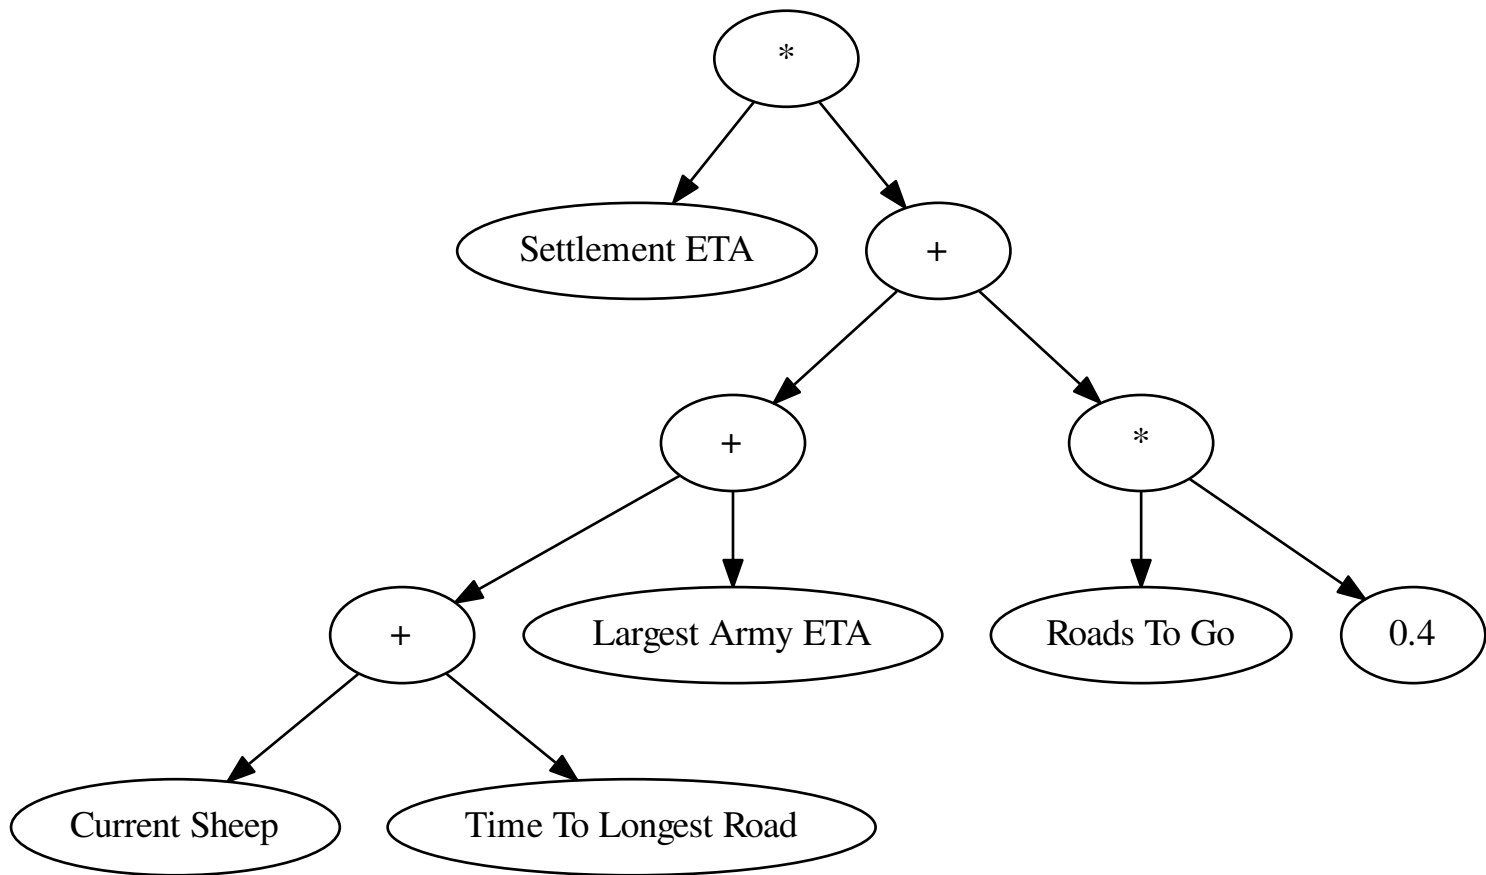 *
Settlement ETA
+
+
*
+
Largest Army ETA
Roads To Go
0.4
Current Sheep
Time To Longest Road